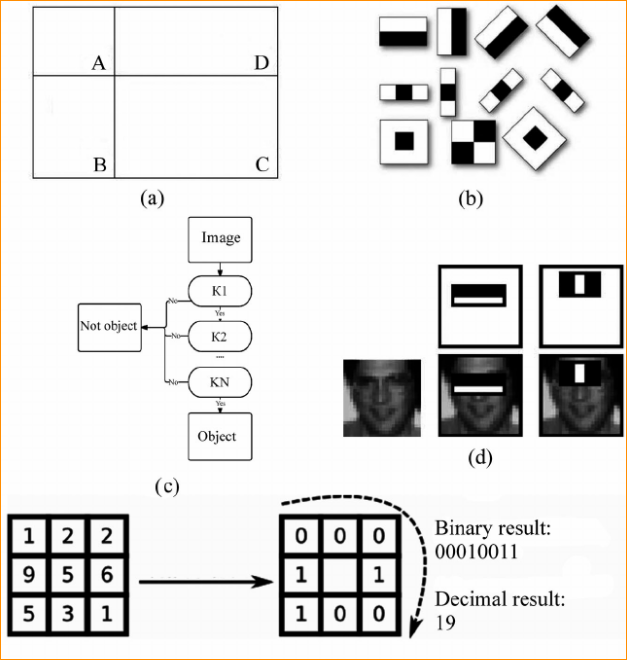 A D
B C
(a)
(b)
Image
K1
No
Yes
Not object
No
K2
....
No
KN
Yes
Object
(c)
(d)
1 2 2
9 5 6
5 3 1
0 0 0
1 1
1 0 0
Binary result:
00010011
Decimal result:
19